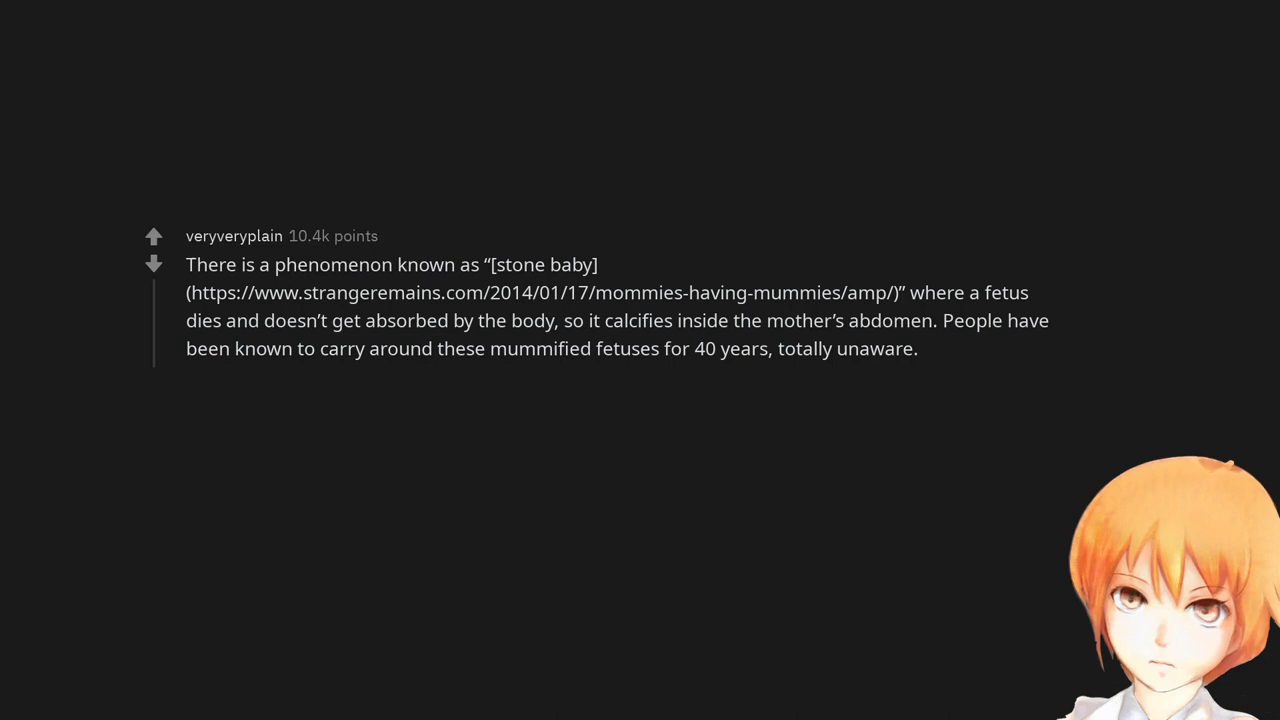 veryveryplain 10.4k points
There is a phenomenon known as “[stone baby]
(https://www.strangeremains.com/2014/01/17/mommies-having-mummies/amp/)” where a fetus
dies and doesn’t get absorbed by the body, so it calcifies inside the mother’s abdomen. People have
been known to carry around these mummified fetuses for 40 years, totally unaware.